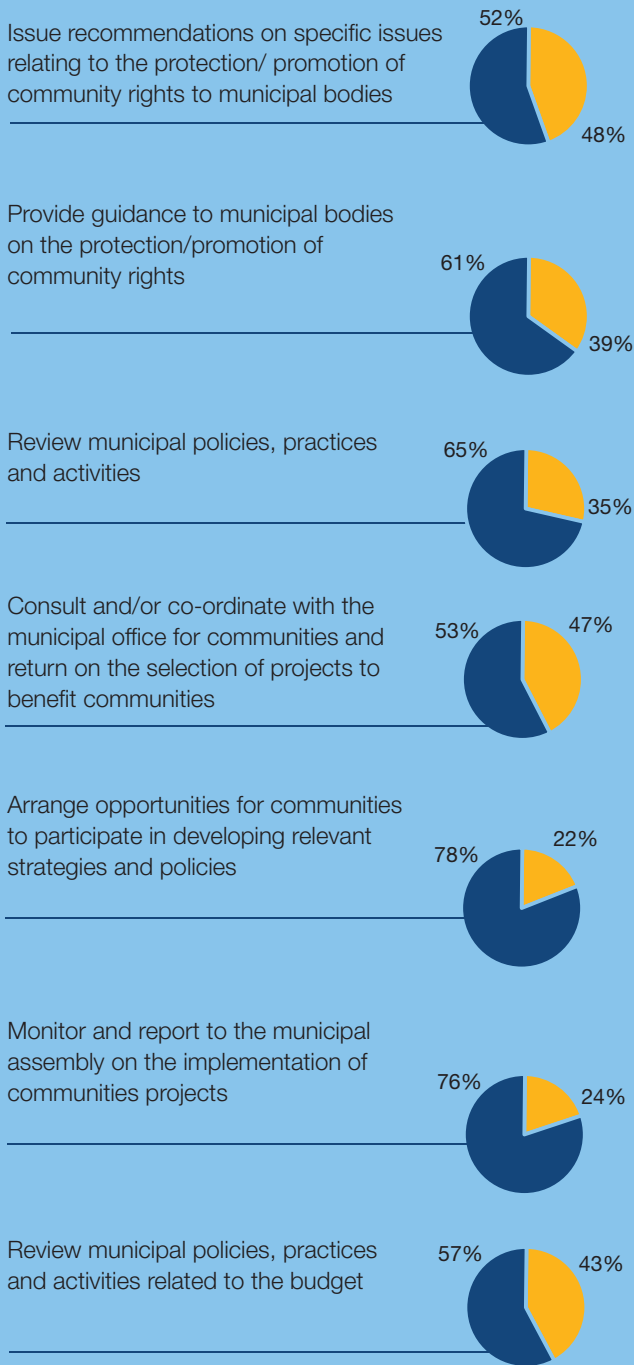 Issue recommendations on specific issues
relating to the protection/ promotion of
community rights to municipal bodies
52%
48%
Provide guidance to municipal bodies
on the protection/promotion of
community rights
61%
39%
Review municipal policies, practices
and activities
65%
35%
Consult and/or co-ordinate with the
municipal office for communities and
return on the selection of projects to
benefit communities
53%
47%
Arrange opportunities for communities
to participate in developing relevant
strategies and policies
78%
22%
Monitor and report to the municipal
assembly on the implementation of
communities projects
76%
24%
Review municipal policies, practices
and activities related to the budget
57%
43%